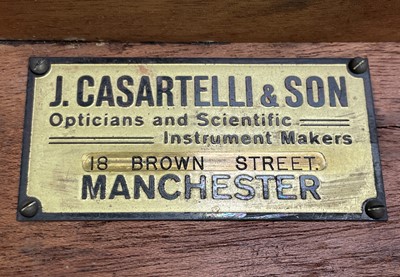 J. CASARTELLI & SON
Opticians and Scientific
Instrument Makers
18 BROWN STREET.
MANCHESTER